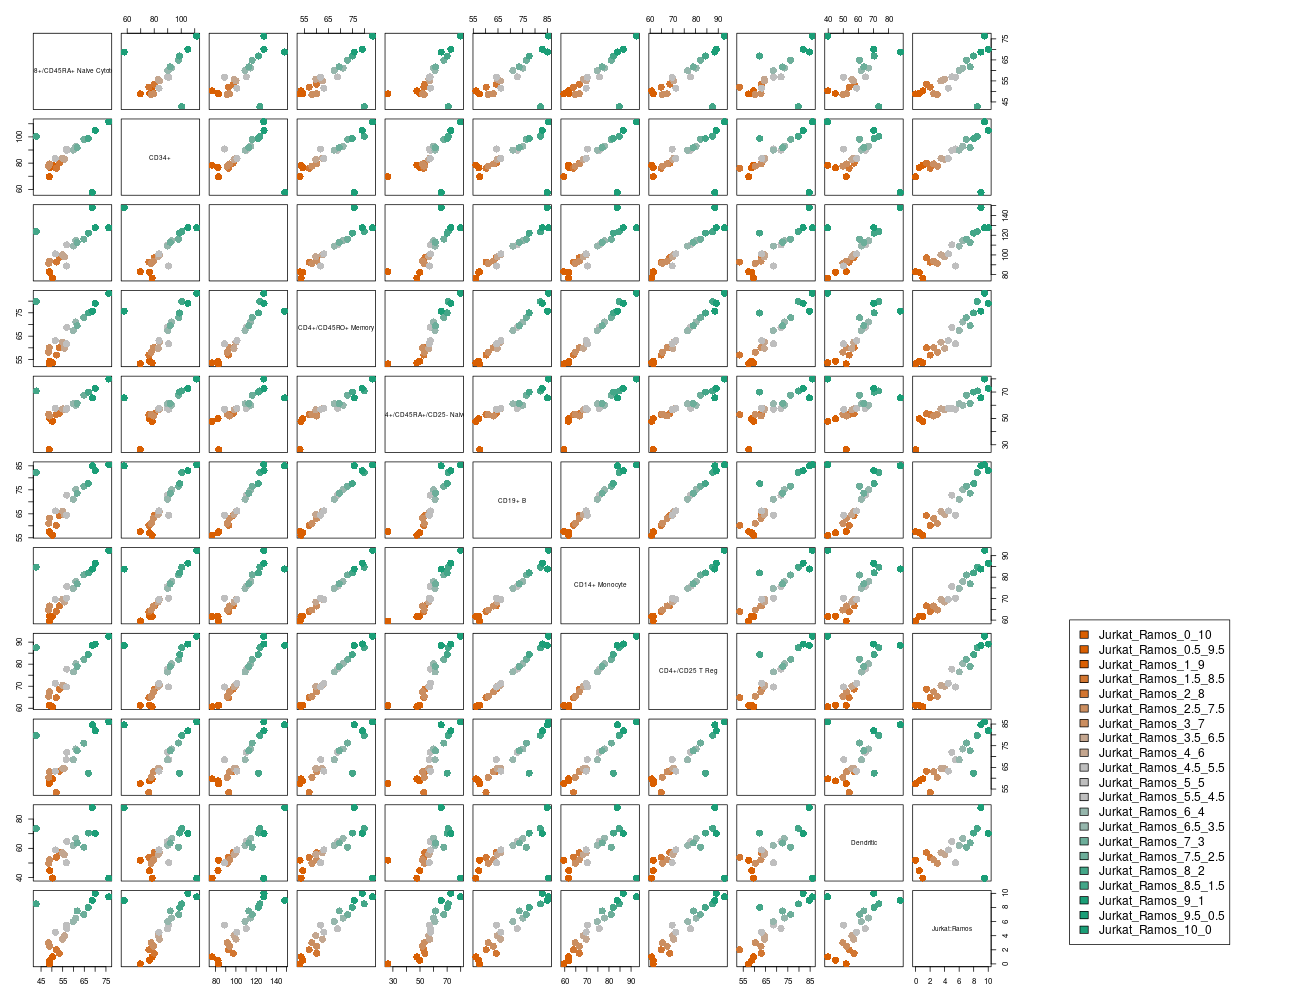 60 80 100
55 65 75
55 65 75 85
60 70 80 90
40 50 60 70 80
8+/CD45RA+ Naive Cytot
45 55 65 75
60 80 100
CD34+
80 100 120 140
55 65 75
CD4+/CD45RO+ Memory
4+/CD45RA+/CD25- Naiv
30 50 70
55 65 75 85
CD19+ B
CD14+ Monocyte
60 70 80 90
60 70 80 90
CD4+/CD25 T Reg
55 65 75 85
40 60 80
Dendritic
Jurkat:Ramos
0 2 4 6 8 10
45 55 65 75
80 100 120 140
30 50 70
60 70 80 90
55 65 75 85
0 2 4 6 8 10
Jurkat_Ramos_0_10
Jurkat_Ramos_0.5_9.5
Jurkat_Ramos_1_9
Jurkat_Ramos_1.5_8.5
Jurkat_Ramos_2_8
Jurkat_Ramos_2.5_7.5
Jurkat_Ramos_3_7
Jurkat_Ramos_3.5_6.5
Jurkat_Ramos_4_6
Jurkat_Ramos_4.5_5.5
Jurkat_Ramos_5_5
Jurkat_Ramos_5.5_4.5
Jurkat_Ramos_6_4
Jurkat_Ramos_6.5_3.5
Jurkat_Ramos_7_3
Jurkat_Ramos_7.5_2.5
Jurkat_Ramos_8_2
Jurkat_Ramos_8.5_1.5
Jurkat_Ramos_9_1
Jurkat_Ramos_9.5_0.5
Jurkat_Ramos_10_0